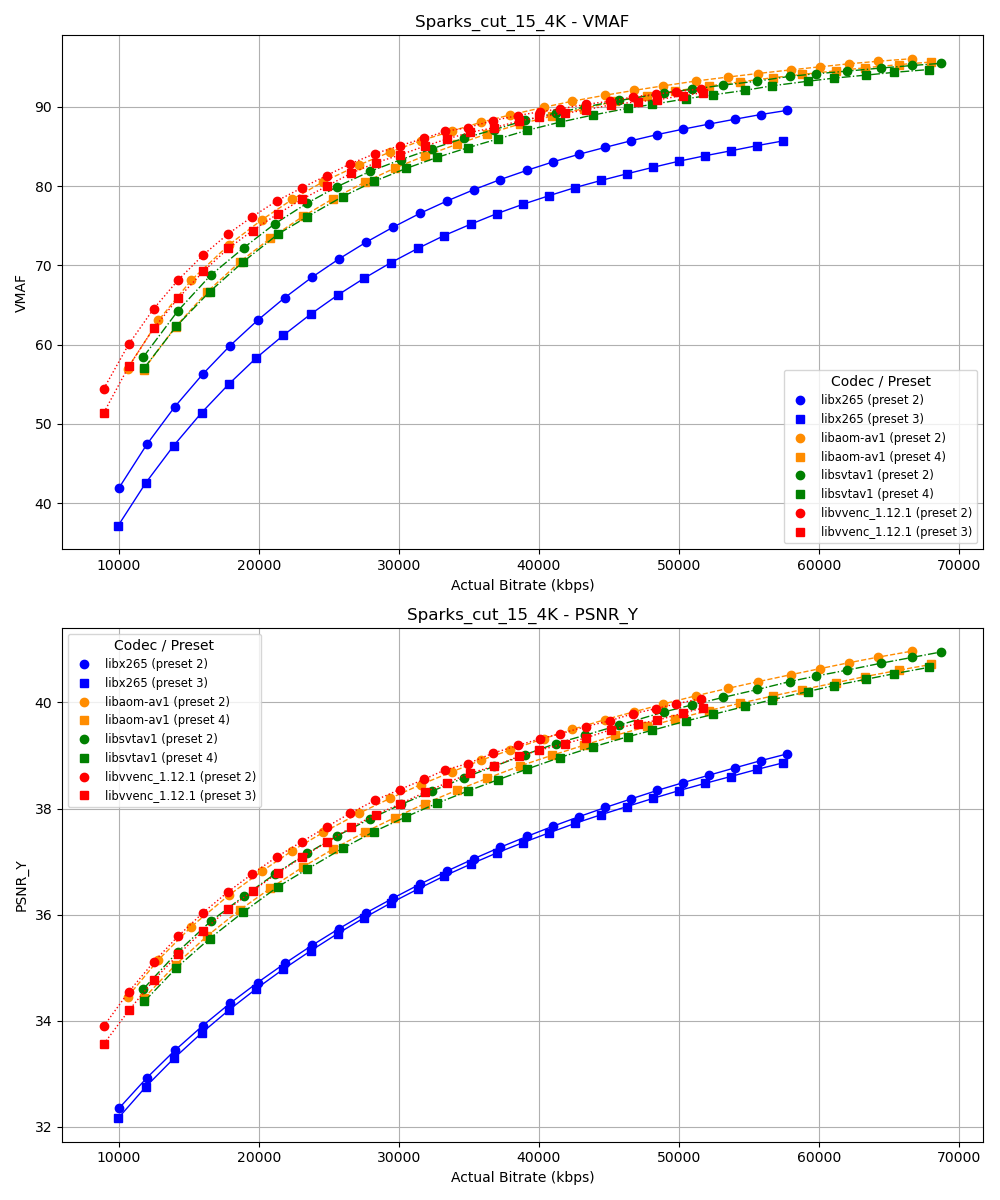 Sparks_cut_15_4K - VMAF
VMAF
90
80
70
60
50
40
Codec / Preset
libx265 (preset 2)
libx265 (preset 3)
libaom-av1 (preset 2)
libaom-av1 (preset 4)
libsvtav1 (preset 2)
libsvtav1 (preset 4)
libvvenc_1.12.1 (preset 2)
libvvenc_1.12.1 (preset 3)
10000 20000 30000 40000 50000 60000 70000
Actual Bitrate (kbps)
Sparks_cut_15_4K - PSNR_Y
Codec / Preset
libx265 (preset 2)
libx265 (preset 3)
libaom-av1 (preset 2)
libaom-av1 (preset 4)
libsvtav1 (preset 2)
libsvtav1 (preset 4)
libvvenc_1.12.1 (preset 2)
libvvenc_1.12.1 (preset 3)
PSNR_Y
40
38
36
34
32
10000 20000 30000 40000 50000 60000 70000
Actual Bitrate (kbps)